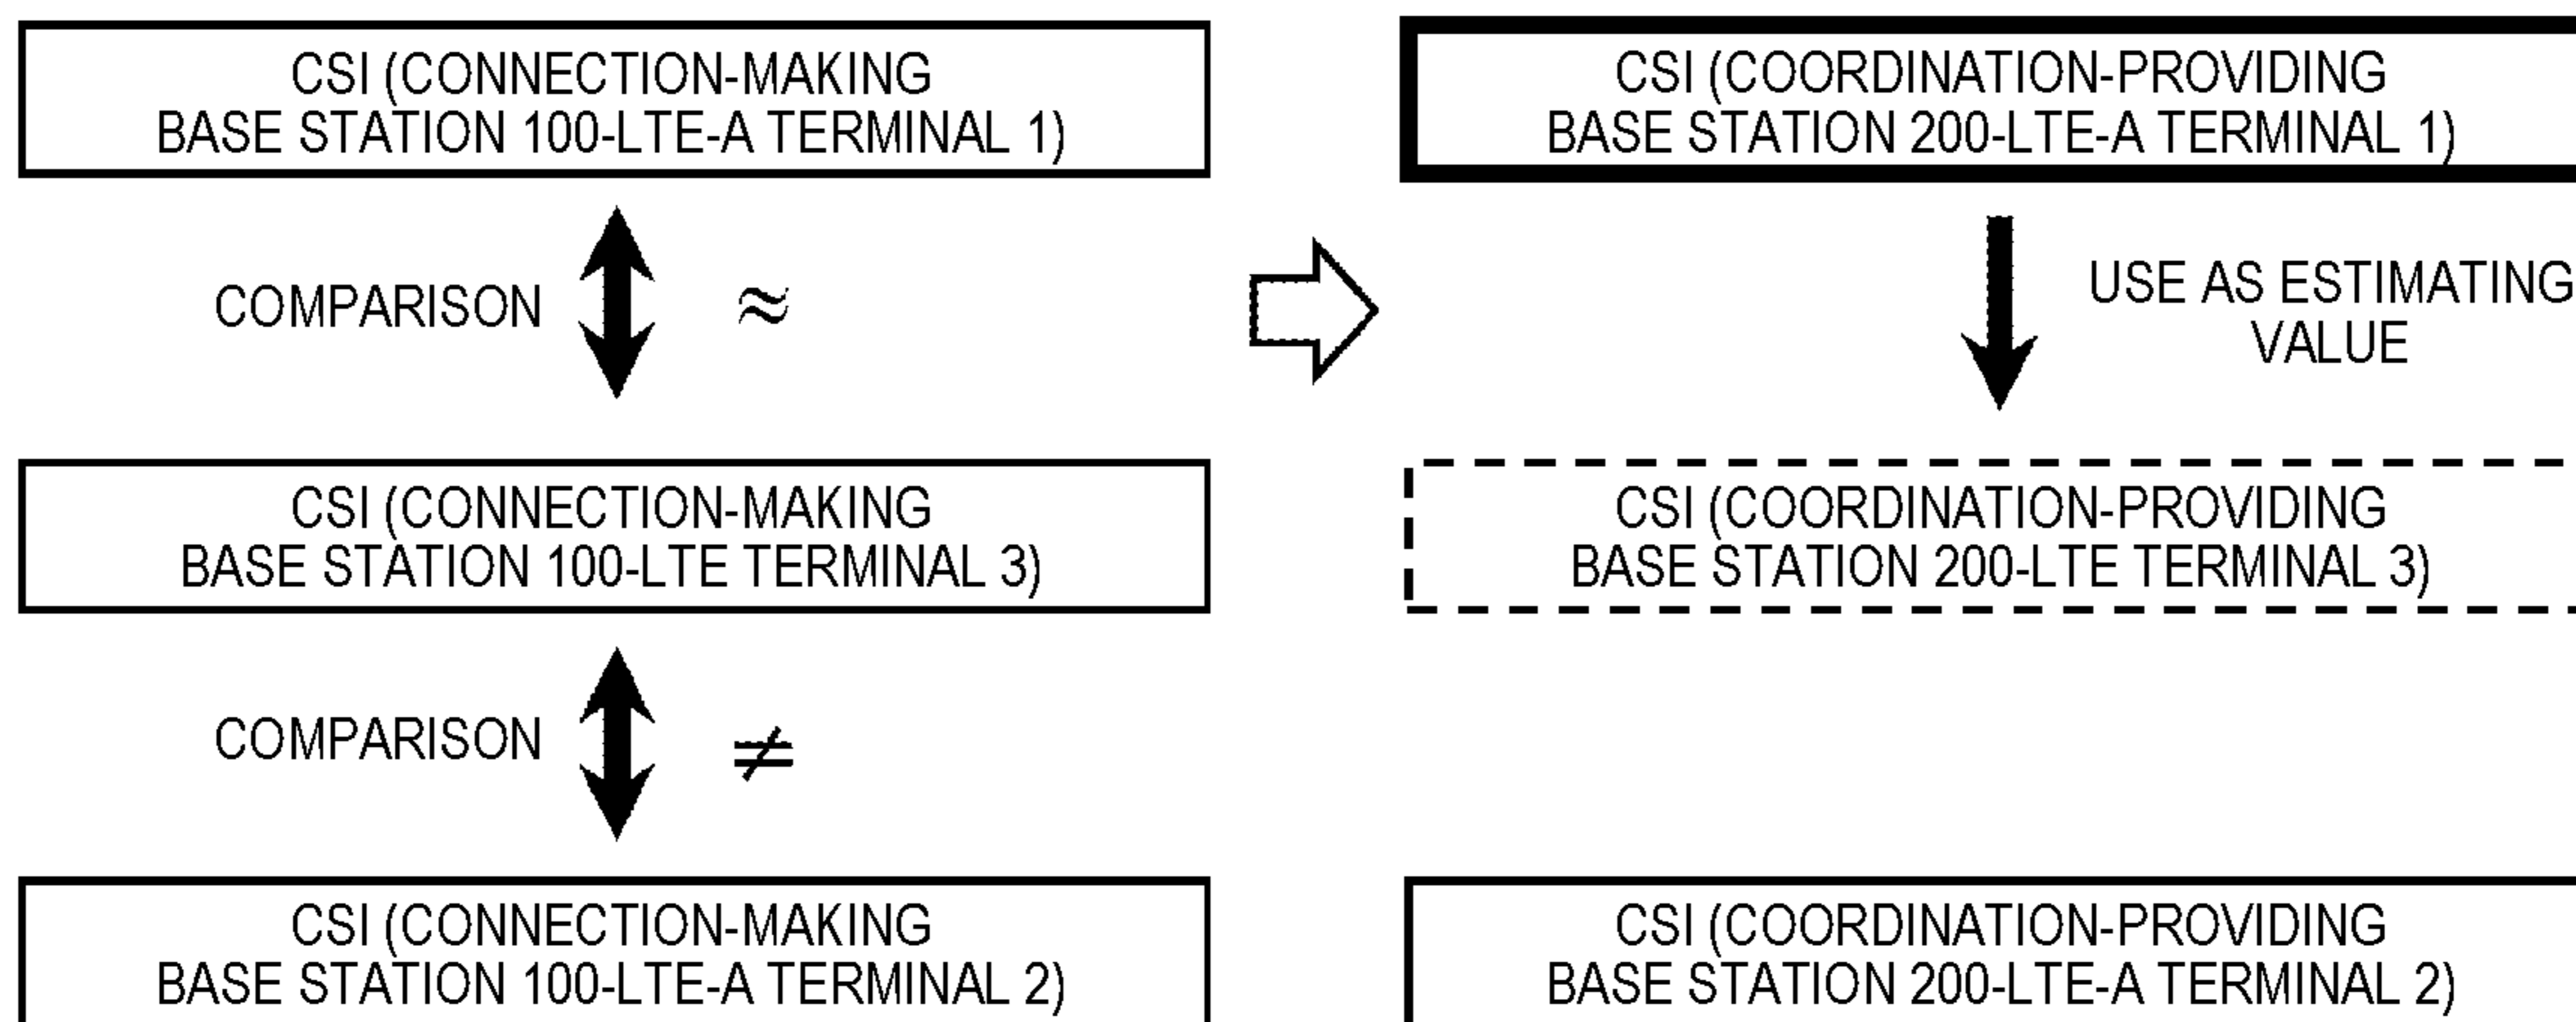 CSI (CONNECTION-MAKING
BASE STATION 100-LTE-A TERMINAL 1)
CSI (COORDINATION-PROVIDING
BASE STATION 200-LTE-A TERMINAL 1)
COMPARISON
≈
USE AS ESTIMATING
VALUE
CSI (CONNECTION-MAKING
BASE STATION 100-LTE TERMINAL 3)
CSI (COORDINATION-PROVIDING
BASE STATION 200-LTE TERMINAL 3)
COMPARISON
≠
CSI (CONNECTION-MAKING
BASE STATION 100-LTE-A TERMINAL 2)
CSI (COORDINATION-PROVIDING
BASE STATION 200-LTE-A TERMINAL 2)